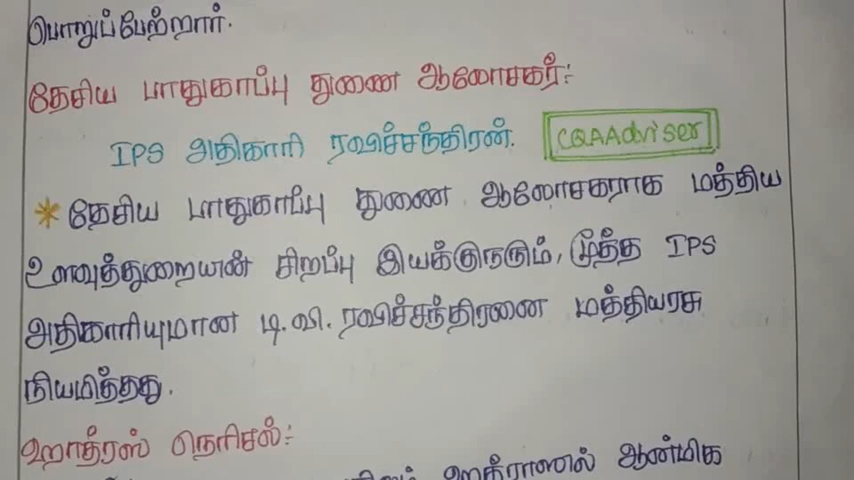 பொறுப்பேற்றார்.
தேசிய பாதுகாப்பு துணை ஆலோசகர்:
IPS அதிகாரி ரவிச்சந்திரன். CQAAdviser
* தேசிய பாதுகாப்பு துணை ஆலோசகராக மத்திய
உளவுத்துறையின் சிறப்பு இயக்குநரும், மூத்த IPS
அதிகாரியுமான டி.வி. ரவிச்சந்திரனை மத்தியரசு
நியமித்தது.
ஹாத்ரஸ் நெரிசல்:
ஹத்ராஸில் ஆன்மிக